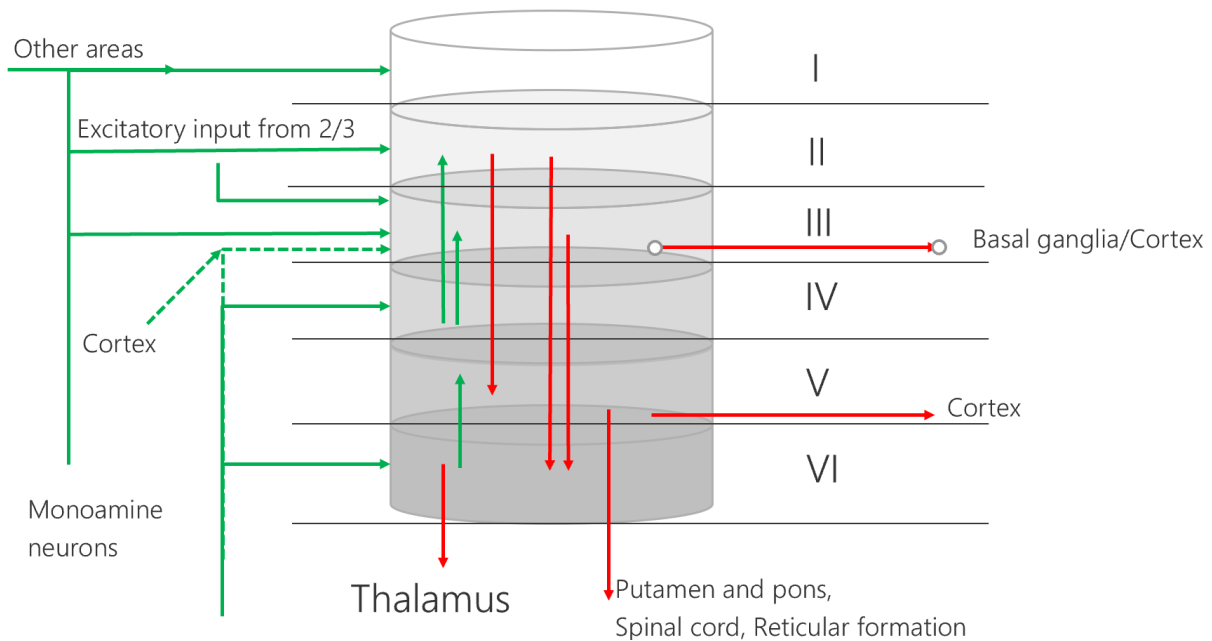 Other areas
I
Excitatory input from 2/3
II
III
Basal ganglia/Cortex
IV
Cortex
V
Cortex
VI
Monoamine
neurons
Thalamus
Putamen and pons,
Spinal cord, Reticular formation